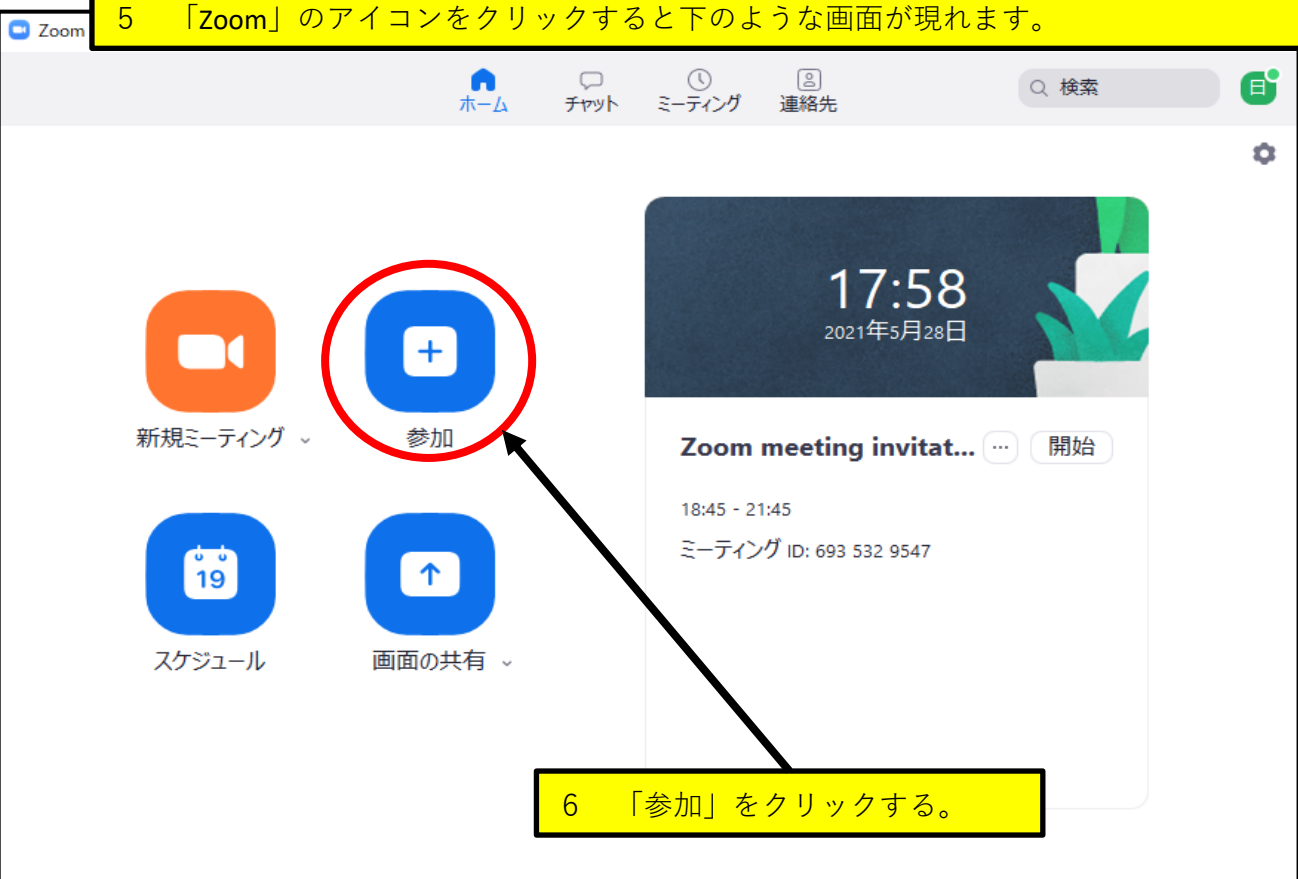 5 「Zoom」のアイコンをクリックすると下のような画面が現れます。
Zoom
ホーム
チャット
ミーティング
連絡先
検索
日
17:58
2021年5月28日
新規ミーティング
参加
Zoom meeting invitat... ... 開始
18:45 - 21:45
ミーティング ID: 693 532 9547
19
スケジュール
画面の共有
6 「参加」をクリックする。